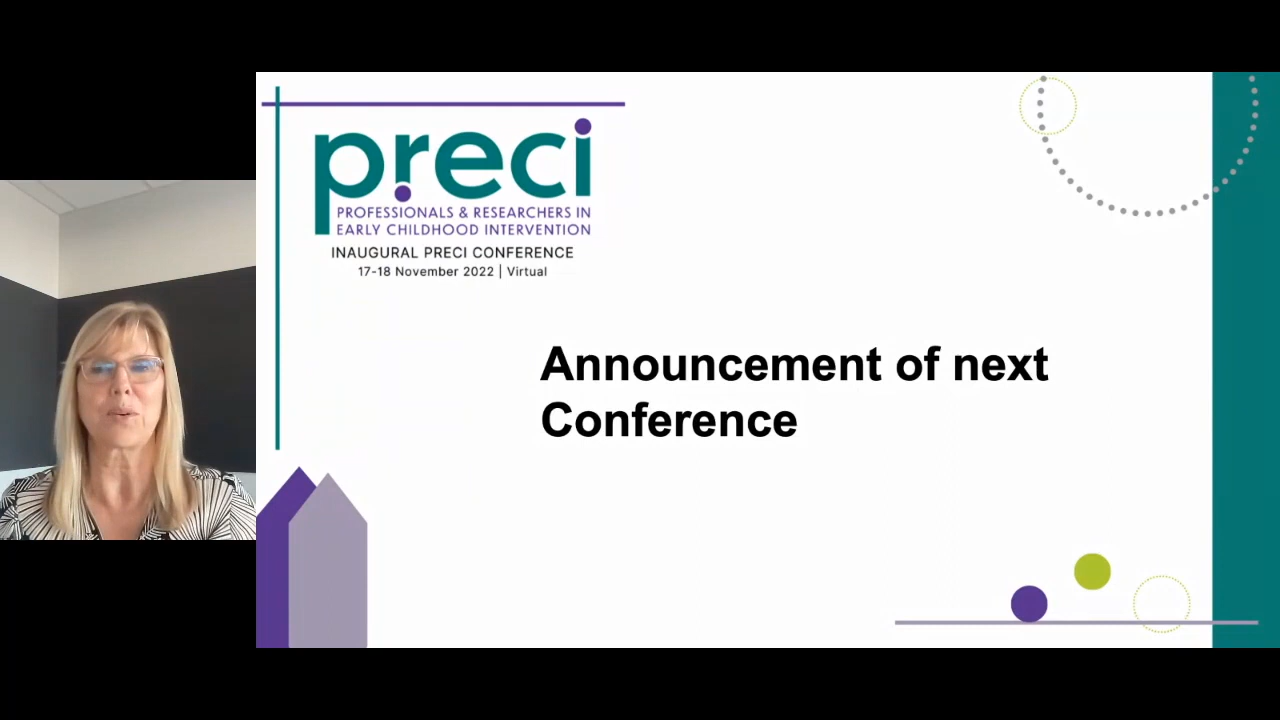 preci
PROFESSIONALS & RESEARCHERS IN
EARLY CHILDHOOD INTERVENTION
INAUGURAL PRECI CONFERENCE
17-18 November 2022 | Virtual
Announcement of next
Conference